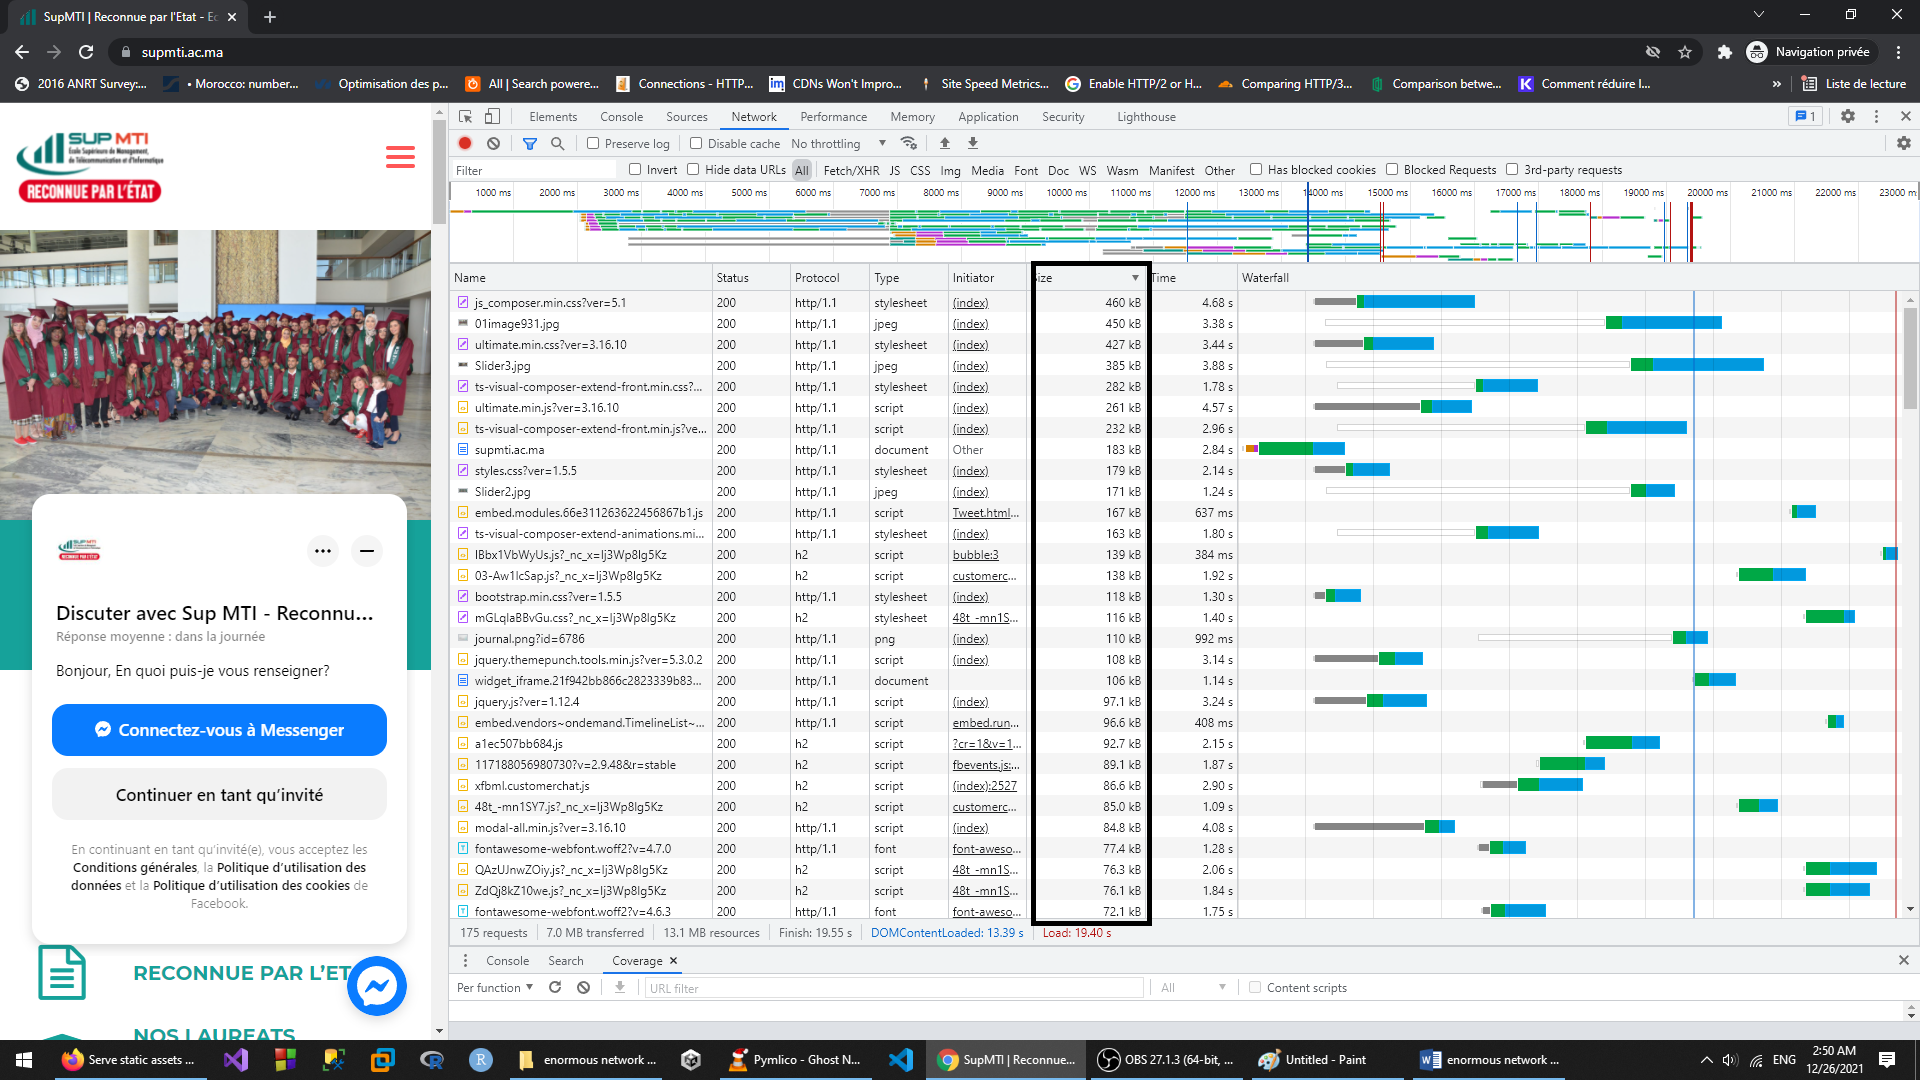 SupMTI | Reconnue par l'Etat - Ec
supmti.ac.ma
Navigation privée
2016 ANRT Survey:...
• Morocco: number...
Optimisation des p...
All | Search powere...
Connections - HTTP...
CDNs Won't Impro...
Site Speed Metrics...
Enable HTTP/2 or H...
Comparing HTTP/3...
Comparison betwe...
Comment réduire l...
»
Liste de lecture
SUP MTI
École Supérieure de Management,
de Télécommunication et d'Informatique
RECONNUE PAR L'ÉTAT
Discuter avec Sup MTI - Reconnu...
Réponse moyenne : dans la journée
Bonjour, En quoi puis-je vous renseigner?
Connectez-vous à Messenger
Continuer en tant qu'invité
En continuant en tant qu'invité(e), vous acceptez les
Conditions générales, la Politique d'utilisation des
données et la Politique d'utilisation des cookies de
Facebook.
RECONNUE PAR L'ET
NOS LAUREATS
Elements Console Sources Network Performance Memory Application Security Lighthouse 1
Preserve log Disable cache No throttling
Filter Invert Hide data URLs All Fetch/XHR JS CSS Img Media Font Doc WS Wasm Manifest Other Has blocked cookies Blocked Requests 3rd-party requests
1000 ms 2000 ms 3000 ms 4000 ms 5000 ms 6000 ms 7000 ms 8000 ms 9000 ms 10000 ms 11000 ms 12000 ms 13000 ms 14000 ms 15000 ms 16000 ms 17000 ms 18000 ms 19000 ms 20000 ms 21000 ms 22000 ms 23000 m
Name Status Protocol Type Initiator Size Time Waterfall
js_composer.min.css?ver=5.1 200 http/1.1 stylesheet (index) 460 kB 4.68 s
01image931.jpg 200 http/1.1 jpeg (index) 450 kB 3.38 s
ultimate.min.css?ver=3.16.10 200 http/1.1 stylesheet (index) 427 kB 3.44 s
Slider3.jpg 200 http/1.1 jpeg (index) 385 kB 3.88 s
ts-visual-composer-extend-front.min.css?... 200 http/1.1 stylesheet (index) 282 kB 1.78 s
ultimate.min.js?ver=3.16.10 200 http/1.1 script (index) 261 kB 4.57 s
ts-visual-composer-extend-front.min.js?ve... 200 http/1.1 script (index) 232 kB 2.96 s
supmti.ac.ma 200 http/1.1 document Other 183 kB 2.84 s
styles.css?ver=1.5.5 200 http/1.1 stylesheet (index) 179 kB 2.14 s
Slider2.jpg 200 http/1.1 jpeg (index) 171 kB 1.24 s
embed.modules.66e311263622456867b1.js 200 http/1.1 script Tweet.html... 167 kB 637 ms
ts-visual-composer-extend-animations.mi... 200 http/1.1 stylesheet (index) 163 kB 1.80 s
IBbx1VbWyUs.js?_nc_x=Ij3Wp8lg5Kz 200 h2 script bubble:3 139 kB 384 ms
03-Aw1lcSap.js?_nc_x=Ij3Wp8lg5Kz 200 h2 script customerc... 138 kB 1.92 s
bootstrap.min.css?ver=1.5.5 200 http/1.1 stylesheet (index) 118 kB 1.30 s
mGLqlaBBvGu.css?_nc_x=Ij3Wp8lg5Kz 200 h2 stylesheet 48t_-mn1S... 116 kB 1.40 s
journal.png?id=6786 200 http/1.1 png (index) 110 kB 992 ms
jquery.themepunch.tools.min.js?ver=5.3.0.2 200 http/1.1 script (index) 108 kB 3.14 s
widget_iframe.21f942bb866c2823339b83... 200 http/1.1 document 106 kB 1.14 s
jquery.js?ver=1.12.4 200 http/1.1 script (index) 97.1 kB 3.24 s
embed.vendors~ondemand.TimelineList~... 200 http/1.1 script embed.run... 96.6 kB 408 ms
a1ec507bb684.js 200 h2 script ?cr=1&v=1... 92.7 kB 2.15 s
117188056980730?v=2.9.48&r=stable 200 h2 script fbevents.js:... 89.1 kB 1.87 s
xfbml.customerchat.js 200 h2 script (index):2527 86.6 kB 2.90 s
48t_-mn1SY7.js?_nc_x=Ij3Wp8lg5Kz 200 h2 script customerc... 85.0 kB 1.09 s
modal-all.min.js?ver=3.16.10 200 http/1.1 script (index) 84.8 kB 4.08 s
fontawesome-webfont.woff2?v=4.7.0 200 http/1.1 font font-aweso... 77.4 kB 1.28 s
QAzUJnwZOiy.js?_nc_x=Ij3Wp8lg5Kz 200 h2 script 48t_-mn1S... 76.3 kB 2.06 s
ZdQj8kZ10we.js?_nc_x=Ij3Wp8lg5Kz 200 h2 script 48t_-mn1S... 76.1 kB 1.84 s
fontawesome-webfont.woff2?v=4.6.3 200 http/1.1 font font-aweso... 72.1 kB 1.75 s
175 requests 7.0 MB transferred 13.1 MB resources Finish: 19.55 s DOMContentLoaded: 13.39 s Load: 19.40 s
Console Search Coverage
Per function URL filter All Content scripts
Serve static assets ...
enormous network ...
Pymlico - Ghost N...
SupMTI | Reconnue...
OBS 27.1.3 (64-bit, ...
Untitled - Paint
enormous network ...
ENG
2:50 AM
12/26/2021